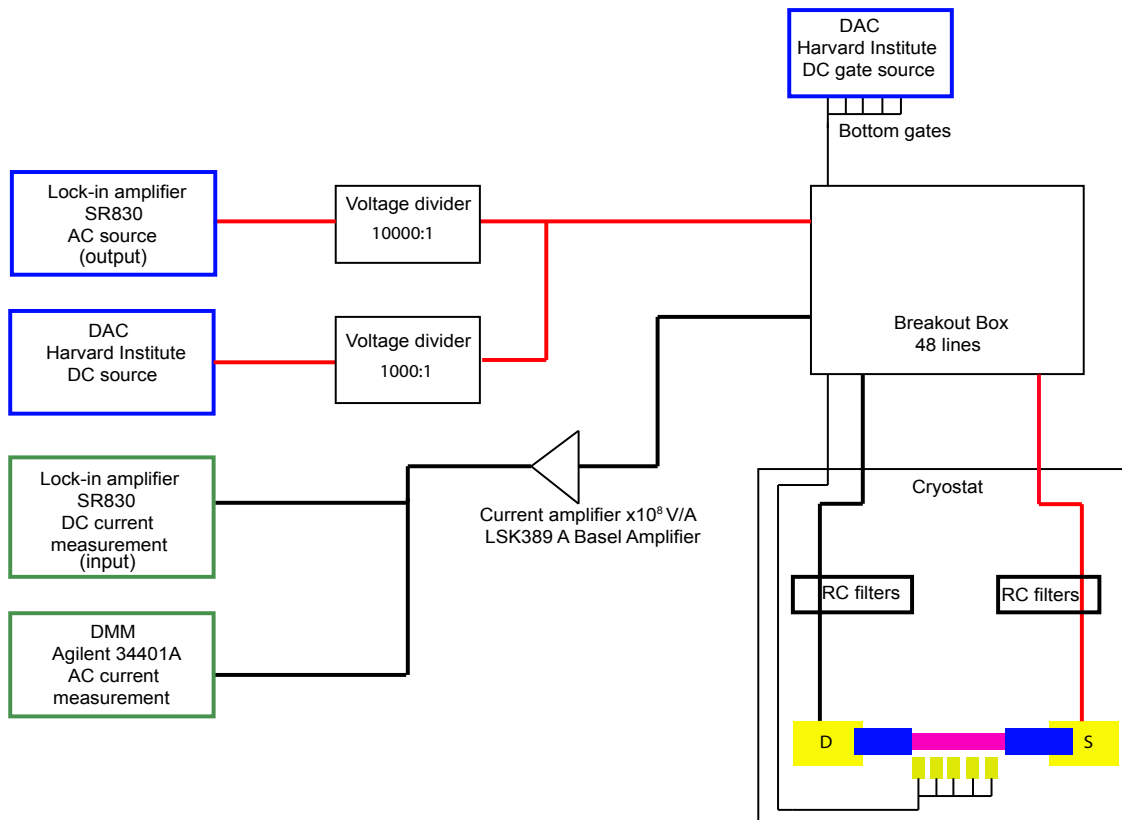 DAC
Harvard Institute
DC gate source
Bottom gates
Lock-in amplifier
SR830
AC source
(output)
Voltage divider
10000:1
DAC
Harvard Institute
DC source
Voltage divider
1000:1
Breakout Box
48 lines
Lock-in amplifier
SR830
DC current
measurement
(input)
Current amplifier x10⁸ V/A
LSK389 A Basel Amplifier
Cryostat
RC filters
RC filters
DMM
Agilent 34401A
AC current
measurement
D
S